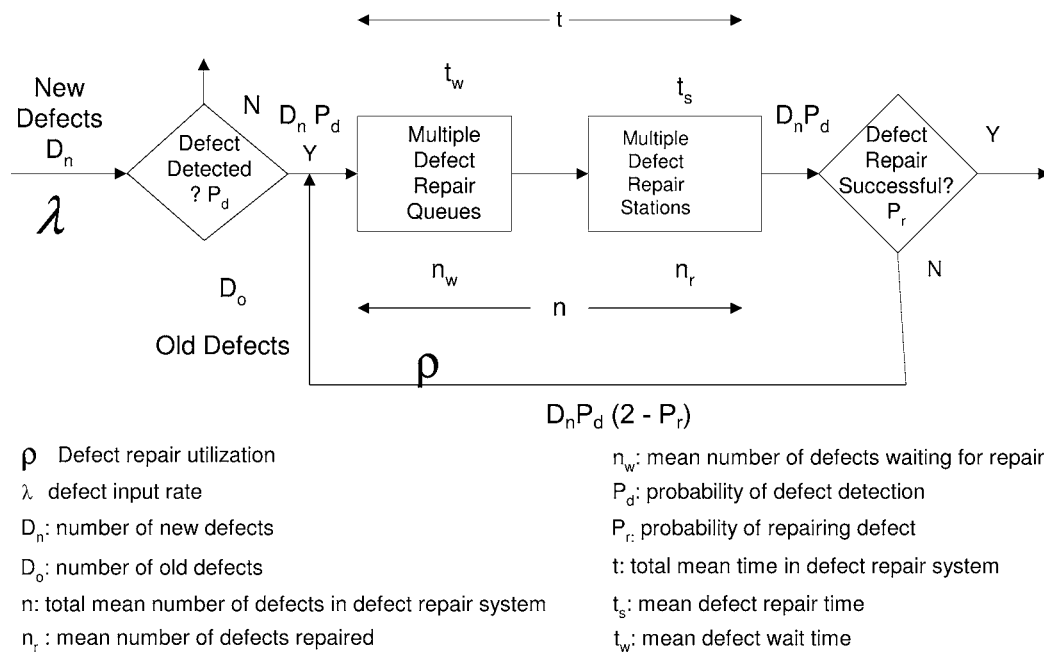 t
New
Defects
D_n
λ
Defect
Detected
? P_d
N
D_n P_d
Y
t_w
Multiple
Defect
Repair
Queues
n_w
t_s
Multiple
Defect
Repair
Stations
n_r
n
D_nP_d
Defect
Repair
Successful?
P_r
Y
N
D_o
Old Defects
ρ
D_nP_d (2 - P_r)
ρ Defect repair utilization
λ defect input rate
D_n: number of new defects
D_o: number of old defects
n: total mean number of defects in defect repair system
n_r : mean number of defects repaired
n_w: mean number of defects waiting for repair
P_d: probability of defect detection
P_r: probability of repairing defect
t: total mean time in defect repair system
t_s: mean defect repair time
t_w: mean defect wait time